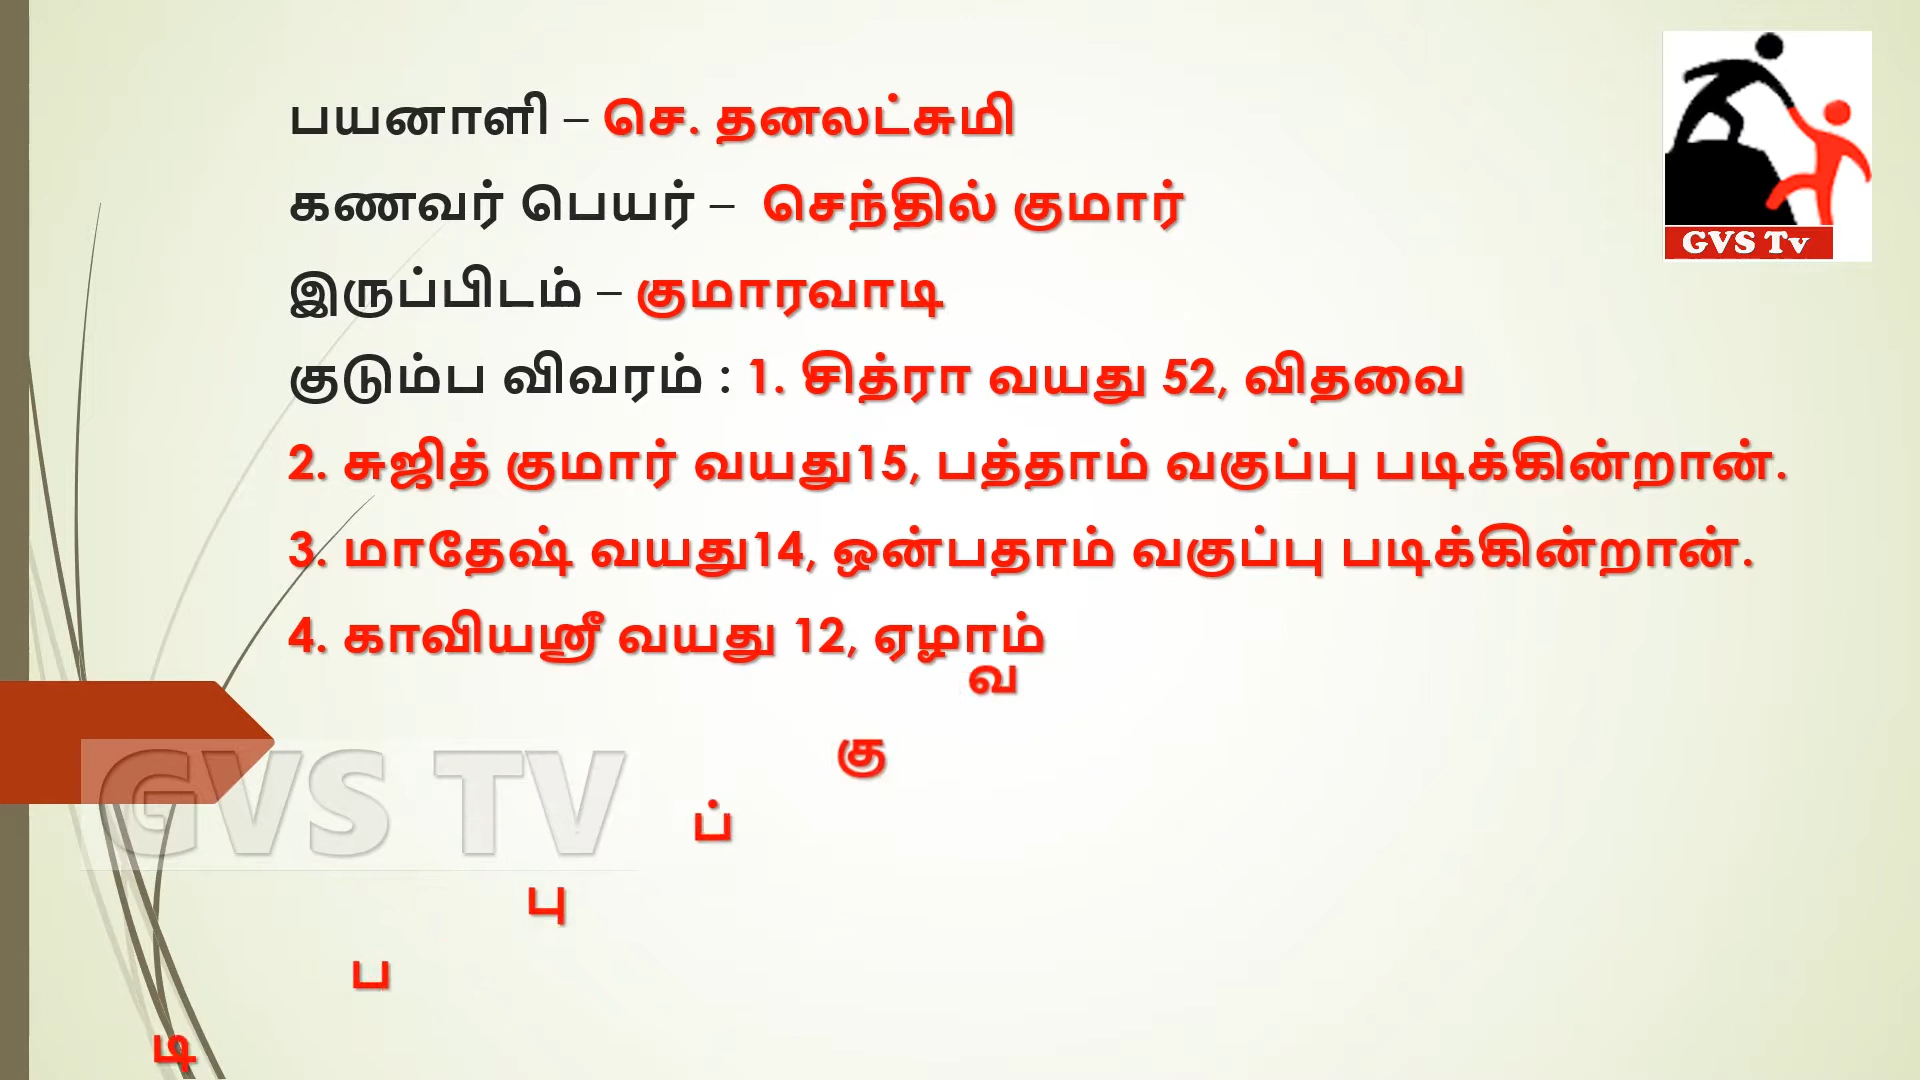 பயனாளி – செ. தனலட்சுமி
கணவர் பெயர் – செந்தில் குமார்
இருப்பிடம் – குமாரவாடி
குடும்ப விவரம் : 1. சித்ரா வயது 52, விதவை
2. சுஜித் குமார் வயது15, பத்தாம் வகுப்பு படிக்கின்றான்.
3. மாதேஷ் வயது14, ஒன்பதாம் வகுப்பு படிக்கின்றான்.
4. காவியஸ்ரீ வயது 12, ஏழாம்
வ
கு
ப்
பு
ப
டி
GVS Tv
GVS TV